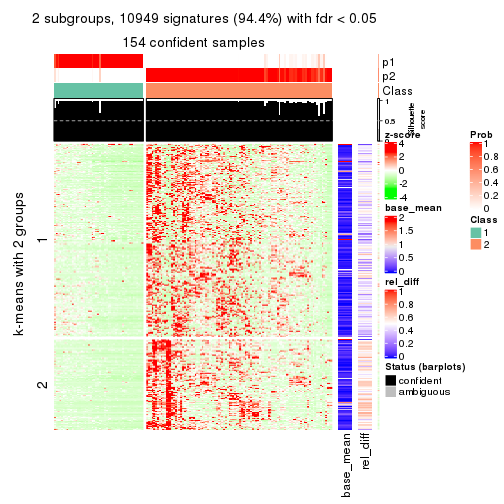 2 subgroups, 10949 signatures (94.4%) with fdr < 0.05
154 confident samples
p1
p2
Class
1
0.5
0
Silhouette
score
k-means with 2 groups
1
2
base_mean
rel_diff
z-score
4
2
0
-2
-4
base_mean
2
1.5
1
0.5
0
rel_diff
1
0.8
0.6
0.4
0.2
0
Status (barplots)
confident
ambiguous
Prob
1
0.8
0.6
0.4
0.2
0
Class
1
2